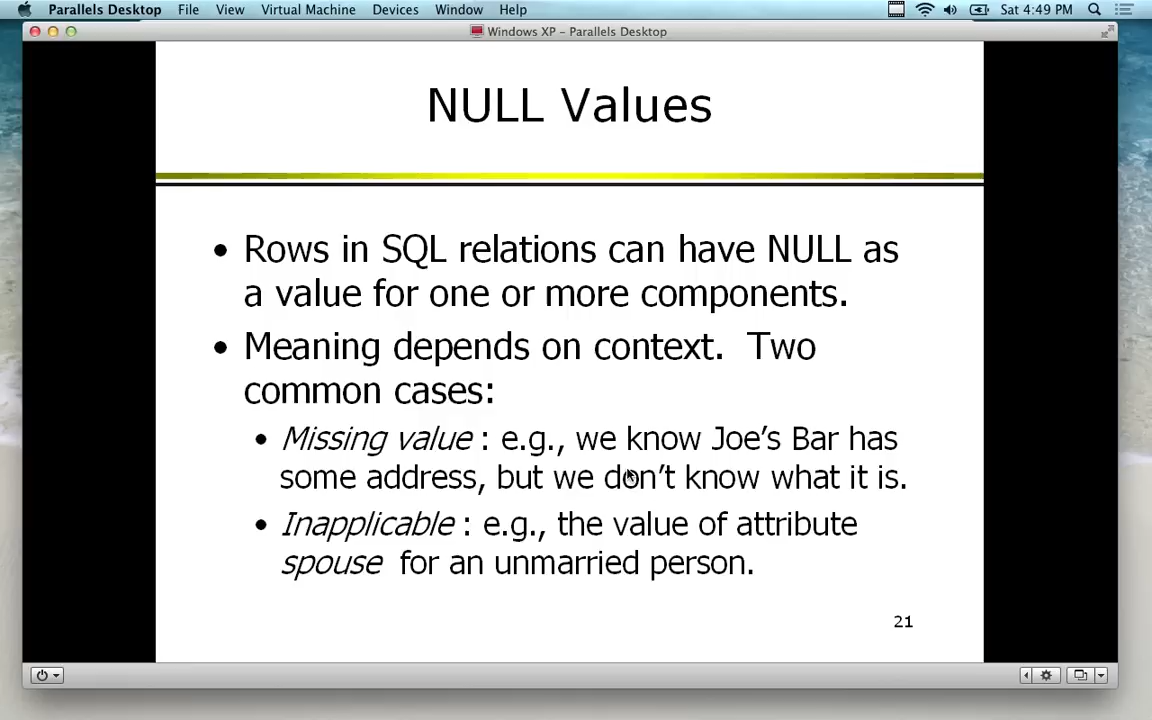 Parallels Desktop File View Virtual Machine Devices Window Help Sat 4:49 PM
Windows XP – Parallels Desktop
NULL Values
• Rows in SQL relations can have NULL as
a value for one or more components.
• Meaning depends on context. Two
common cases:
• Missing value : e.g., we know Joe’s Bar has
some address, but we don’t know what it is.
• Inapplicable : e.g., the value of attribute
spouse for an unmarried person.
21